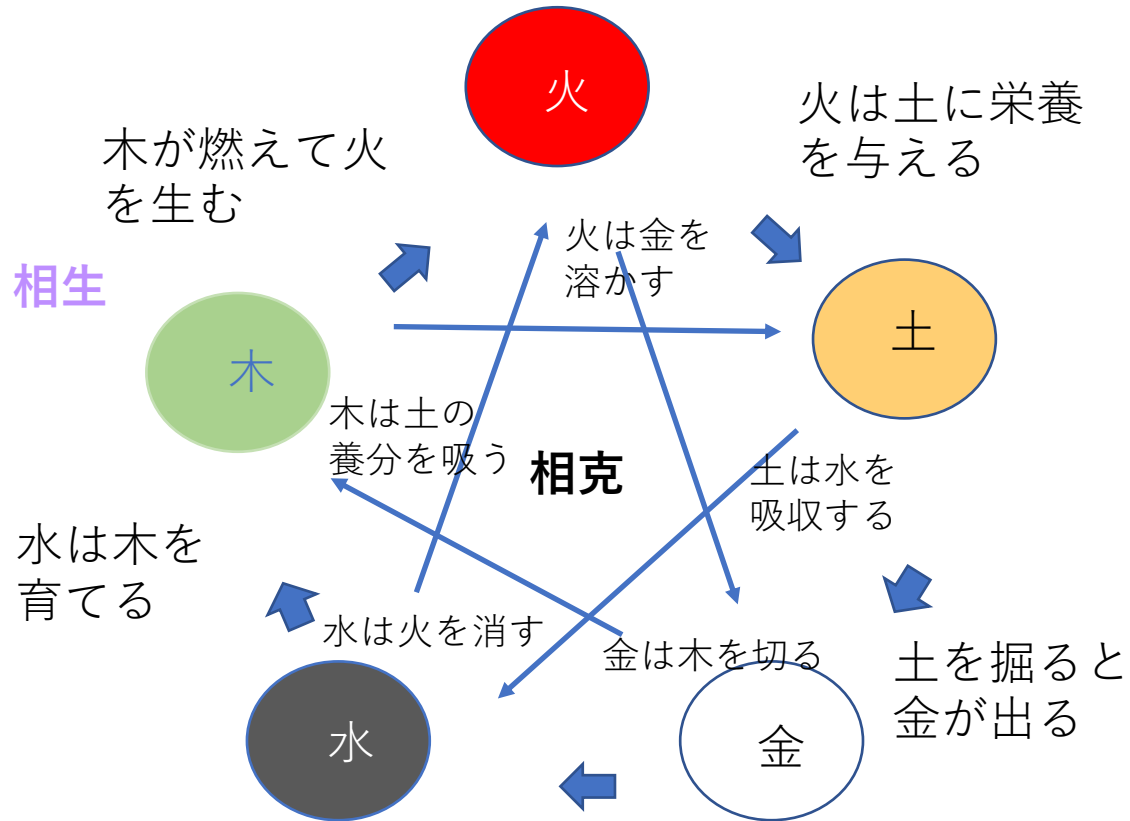 火
火は土に栄養
を与える
木が燃えて火
を生む
火は金を
溶かす
相生
土
木
木は土の
養分を吸う
相克
土は水を
吸収する
水は木を
育てる
水は火を消す
金は木を切る
土を掘ると
金が出る
水
金